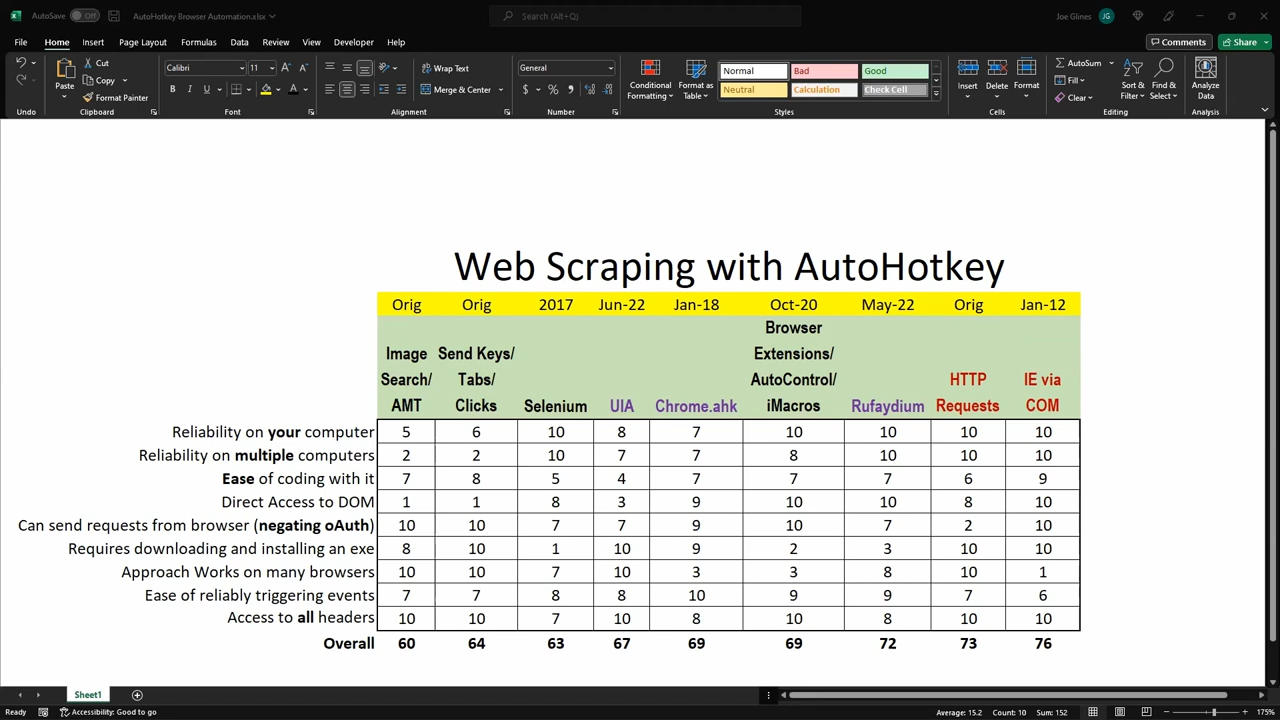 AutoSave Off AutoHotkey Browser Automation.xlsx Search (Alt+Q) Joe Glines JG
File Home Insert Page Layout Formulas Data Review View Developer Help Comments Share
Paste Cut Copy Format Painter
Calibri 11
B I U
Wrap Text
Merge & Center
General
$ % ,
Conditional Formatting Format as Table
Normal Bad Good
Neutral Calculation Check Cell
Insert Delete Format
AutoSum Fill Clear
Sort & Filter Find & Select Analyze Data
Undo Clipboard Font Alignment Number Styles Cells Editing Analysis
Web Scraping with AutoHotkey
Orig Orig 2017 Jun-22 Jan-18 Oct-20 May-22 Orig Jan-12
Browser
Image Send Keys/ Extensions/
Search/ Tabs/ AutoControl/ HTTP IE via
AMT Clicks Selenium UIA Chrome.ahk iMacros Rufaydium Requests COM
Reliability on your computer 5 6 10 8 7 10 10 10 10
Reliability on multiple computers 2 2 10 7 7 8 10 10 10
Ease of coding with it 7 8 5 4 7 7 7 6 9
Direct Access to DOM 1 1 8 3 9 10 10 8 10
Can send requests from browser (negating oAuth) 10 10 7 7 9 10 7 2 10
Requires downloading and installing an exe 8 10 1 10 9 2 3 10 10
Approach Works on many browsers 10 10 7 10 3 3 8 10 1
Ease of reliably triggering events 7 7 8 8 10 9 9 7 6
Access to all headers 10 10 7 10 8 10 8 10 10
Overall 60 64 63 67 69 69 72 73 76
Sheet1
Ready Accessibility: Good to go Average: 15.2 Count: 10 Sum: 152 175%